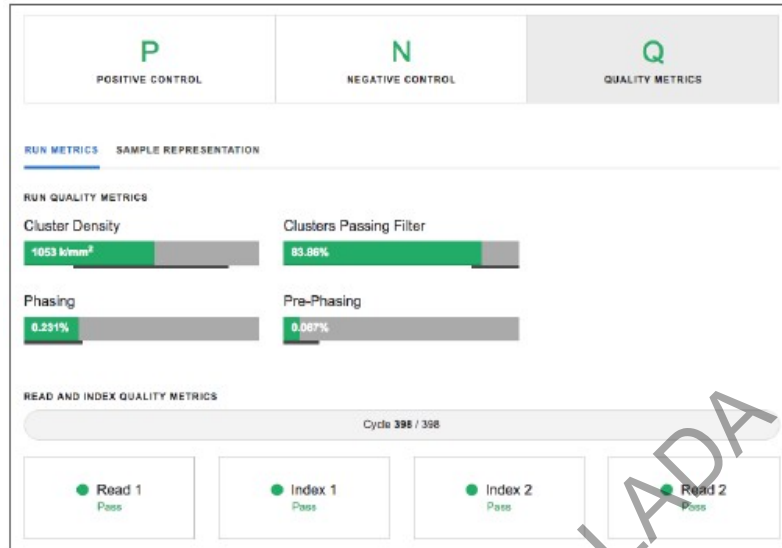 P
POSITIVE CONTROL
N
NEGATIVE CONTROL
Q
QUALITY METRICS
RUN METRICS SAMPLE REPRESENTATION
RUN QUALITY METRICS
Cluster Density
1053 k/mm²
Clusters Passing Filter
83.86%
Phasing
0.231%
Pre-Phasing
0.067%
READ AND INDEX QUALITY METRICS
Cycle 398 / 398
Read 1
Pass
Index 1
Pass
Index 2
Pass
Read 2
Pass
LADA